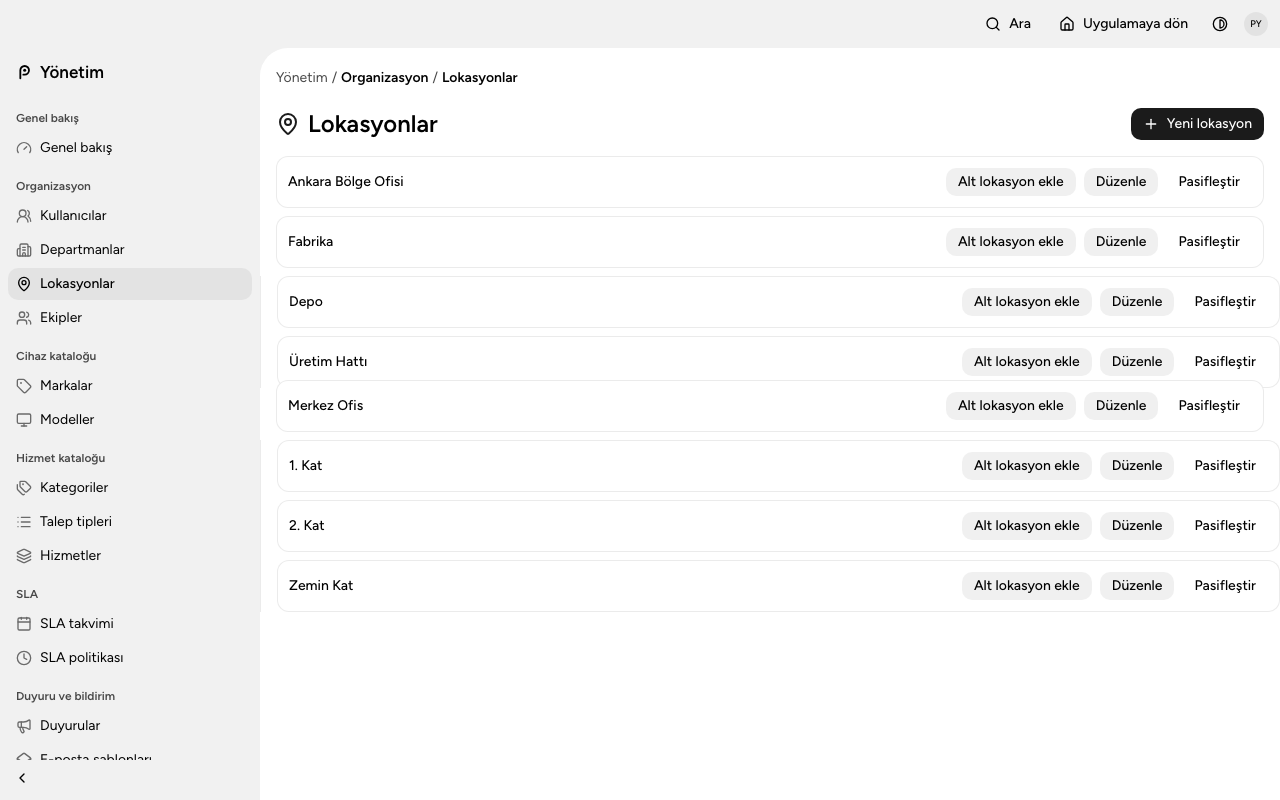 Ara
Uygulamaya dön
PY
Yönetim
Genel bakış
Genel bakış
Organizasyon
Kullanıcılar
Departmanlar
Lokasyonlar
Ekipler
Cihaz kataloğu
Markalar
Modeller
Hizmet kataloğu
Kategoriler
Talep tipleri
Hizmetler
SLA
SLA takvimi
SLA politikası
Duyuru ve bildirim
Duyurular
E-posta şablonları
Yönetim / Organizasyon / Lokasyonlar
Lokasyonlar
Yeni lokasyon
Ankara Bölge Ofisi Alt lokasyon ekle Düzenle Pasifleştir
Fabrika Alt lokasyon ekle Düzenle Pasifleştir
Depo Alt lokasyon ekle Düzenle Pasifleştir
Üretim Hattı Alt lokasyon ekle Düzenle Pasifleştir
Merkez Ofis Alt lokasyon ekle Düzenle Pasifleştir
1. Kat Alt lokasyon ekle Düzenle Pasifleştir
2. Kat Alt lokasyon ekle Düzenle Pasifleştir
Zemin Kat Alt lokasyon ekle Düzenle Pasifleştir